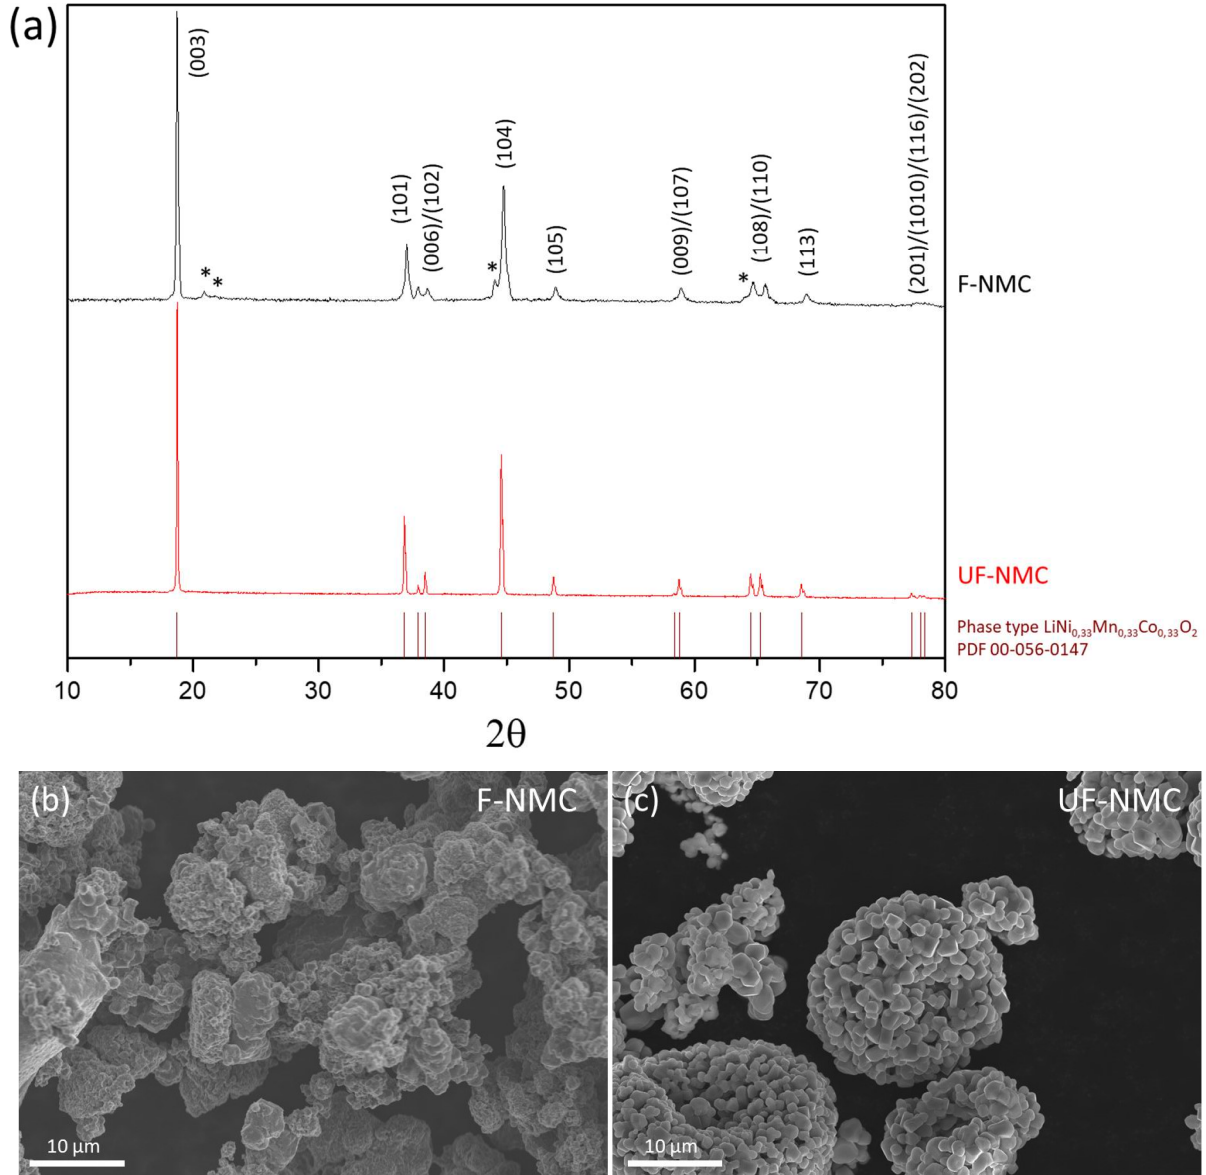 (a)
(003)
(101)
(006)/(102)
(104)
(105)
(009)/(107)
(108)/(110)
(113)
(201)/(1010)/(116)/(202)
* *
*
*
F-NMC
UF-NMC
Phase type LiNi₀,₃₃Mn₀,₃₃Co₀,₃₃O₂
PDF 00-056-0147
10 20 30 40 50 60 70 80
2θ
(b) F-NMC
10 µm
(c) UF-NMC
10 µm